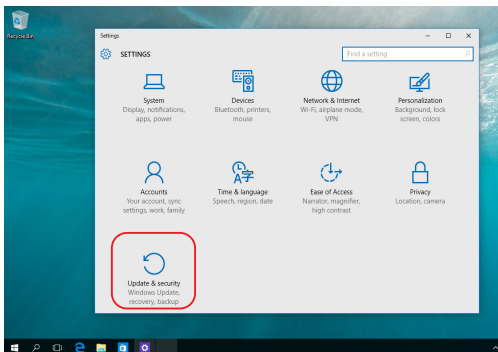 Recycle Bin
Settings
SETTINGS
Find a setting
System
Display, notifications,
apps, power
Devices
Bluetooth, printers,
mouse
Network & Internet
Wi-Fi, airplane mode,
VPN
Personalization
Background, lock
screen, colors
Accounts
Your account, sync
settings, work, family
Time & language
Speech, region, date
Ease of Access
Narrator, magnifier,
high contrast
Privacy
Location, camera
Update & security
Windows Update,
recovery, backup